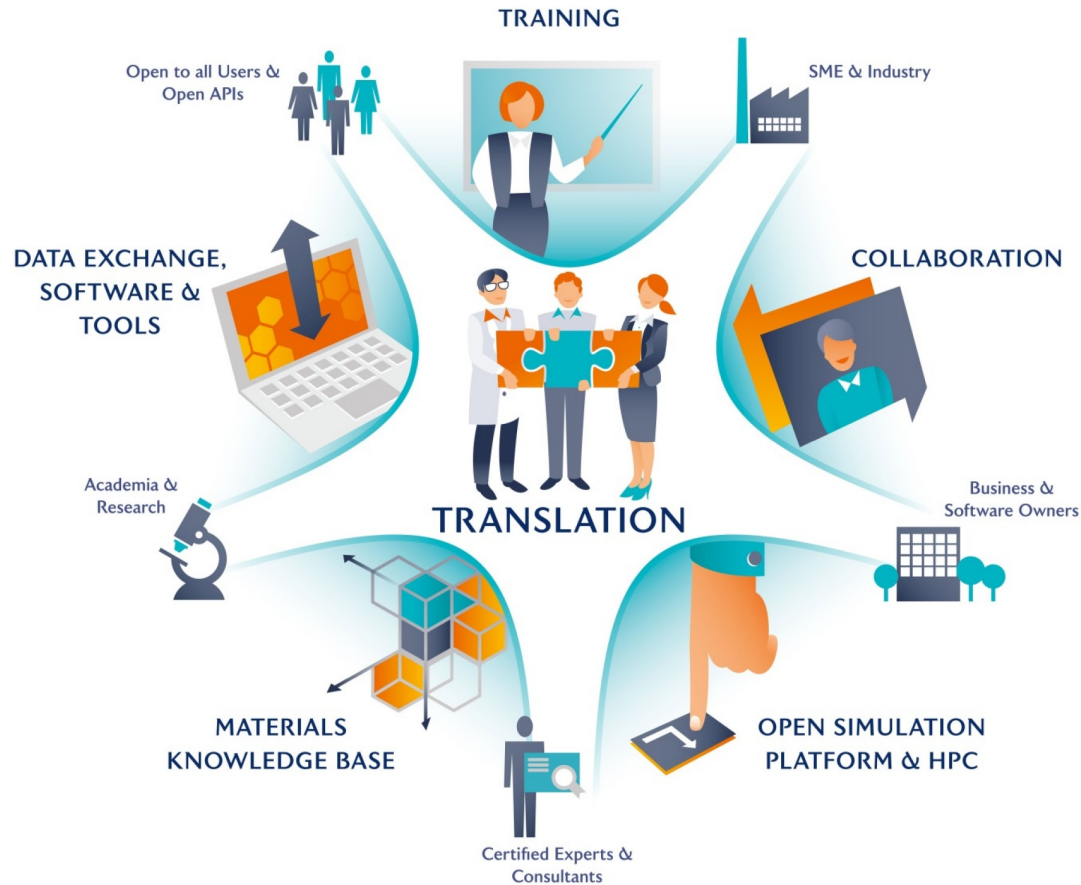 TRAINING
Open to all Users &
Open APIs
SME & Industry
DATA EXCHANGE,
SOFTWARE &
TOOLS
COLLABORATION
Academia &
Research
TRANSLATION
Business &
Software Owners
MATERIALS
KNOWLEDGE BASE
OPEN SIMULATION
PLATFORM & HPC
Certified Experts &
Consultants